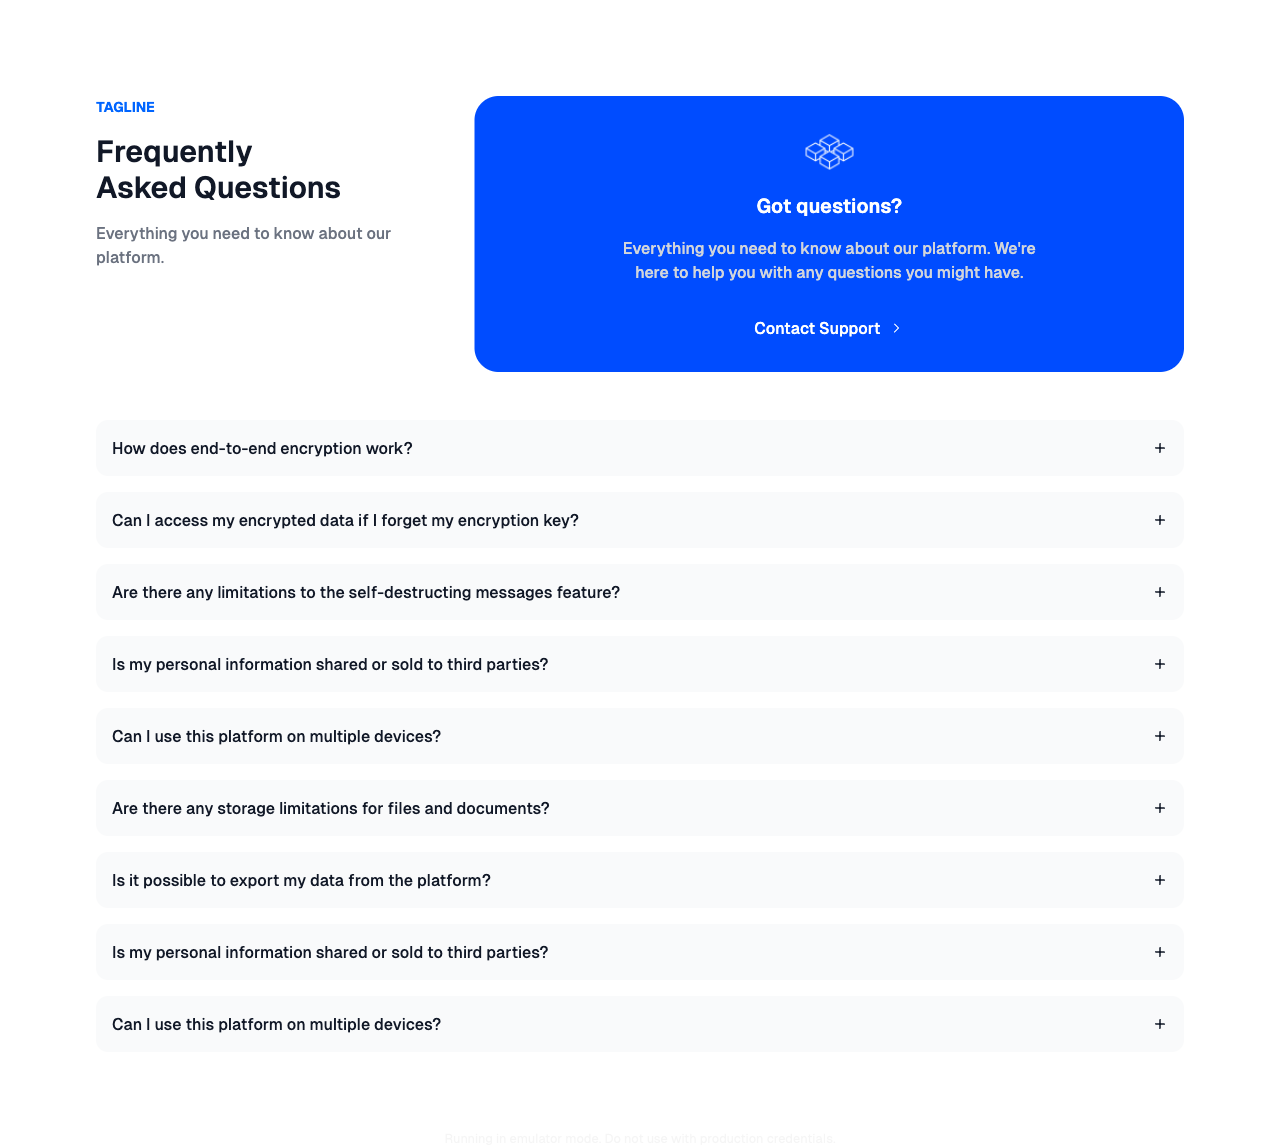 TAGLINE
Frequently
Asked Questions
Everything you need to know about our
platform.
Got questions?
Everything you need to know about our platform. We're
here to help you with any questions you might have.
Contact Support
How does end-to-end encryption work?
Can I access my encrypted data if I forget my encryption key?
Are there any limitations to the self-destructing messages feature?
Is my personal information shared or sold to third parties?
Can I use this platform on multiple devices?
Are there any storage limitations for files and documents?
Is it possible to export my data from the platform?
Is my personal information shared or sold to third parties?
Can I use this platform on multiple devices?
Running in emulator mode. Do not use with production credentials.